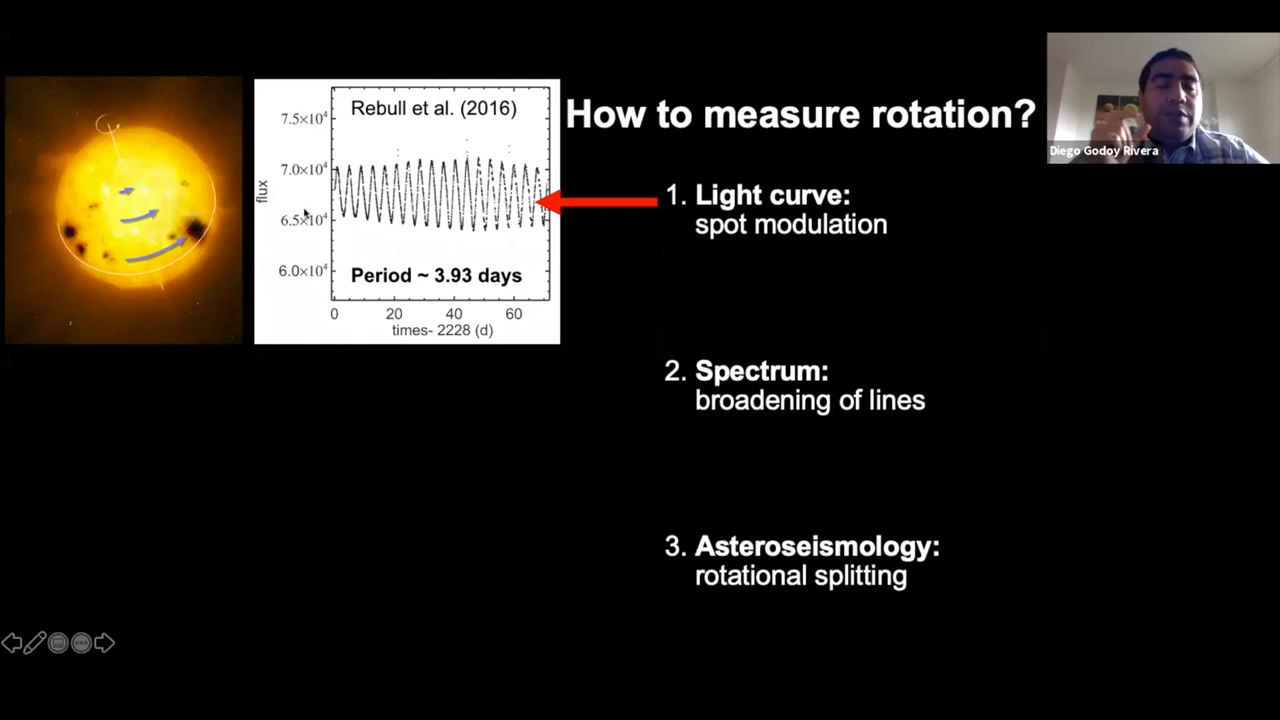 How to measure rotation?
Diego Godoy Rivera
Rebull et al. (2016)
7.5×10⁴
7.0×10⁴
6.5×10⁴
6.0×10⁴
flux
Period ~ 3.93 days
0 20 40 60
times- 2228 (d)
1. Light curve:
spot modulation
2. Spectrum:
broadening of lines
3. Asteroseismology:
rotational splitting